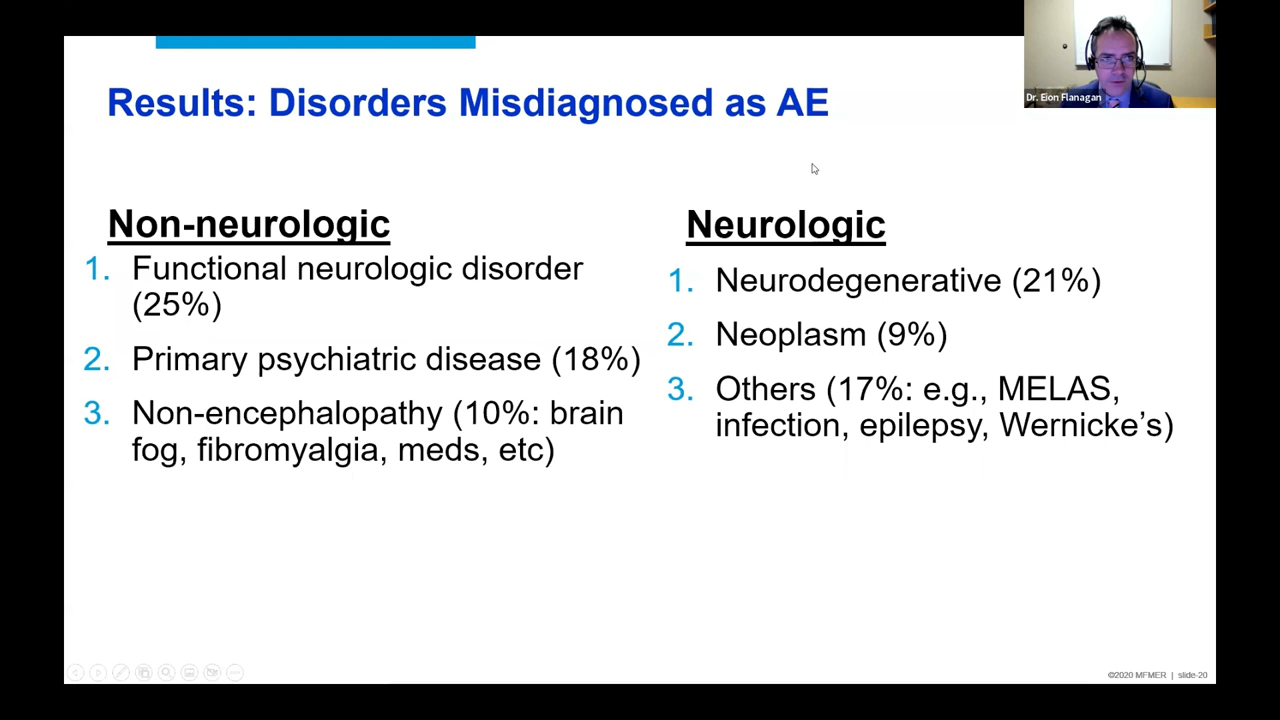 Dr. Eion Flanagan
Results: Disorders Misdiagnosed as AE
Non-neurologic
1. Functional neurologic disorder
(25%)
2. Primary psychiatric disease (18%)
3. Non-encephalopathy (10%: brain
fog, fibromyalgia, meds, etc)
Neurologic
1. Neurodegenerative (21%)
2. Neoplasm (9%)
3. Others (17%: e.g., MELAS,
infection, epilepsy, Wernicke’s)
©2020 MFMER | slide-20